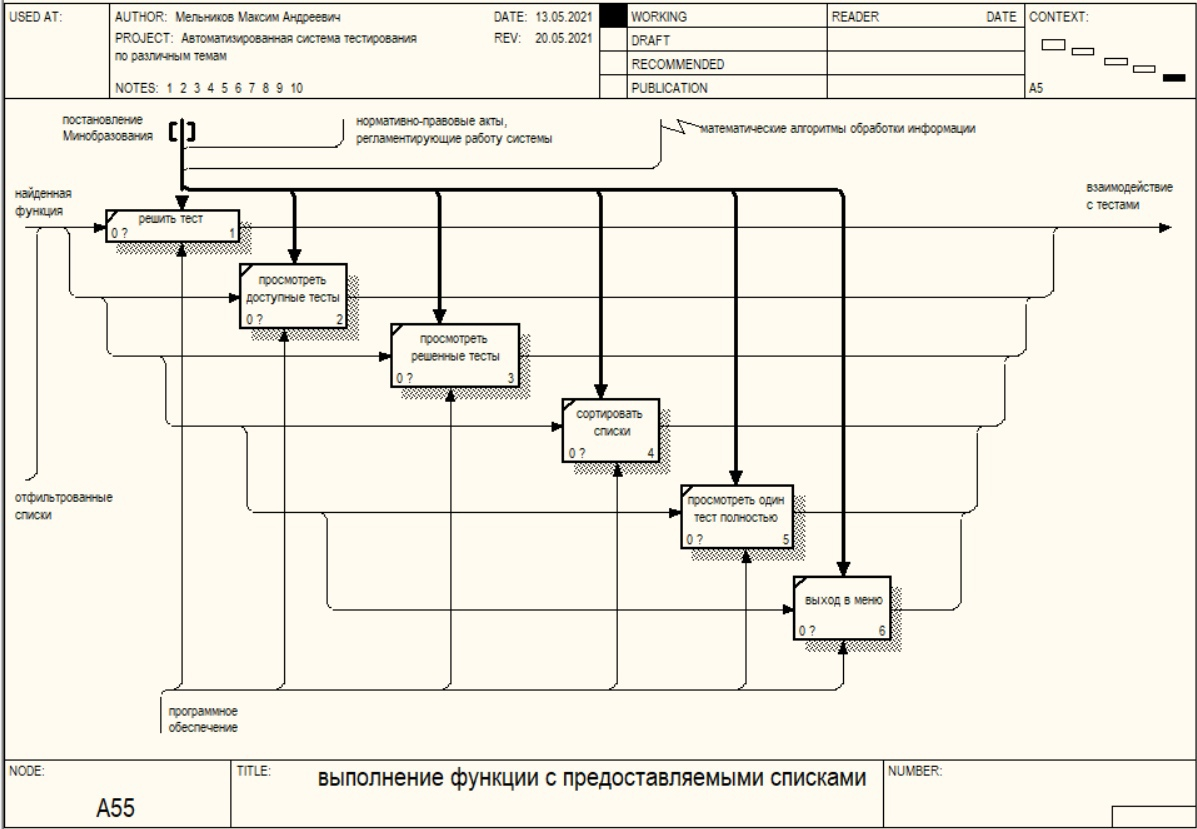 USED AT:
AUTHOR: Мельников Максим Андреевич
DATE: 13.05.2021
PROJECT: Автоматизированная система тестирования
по различным темам
REV: 20.05.2021
NOTES: 1 2 3 4 5 6 7 8 9 10
WORKING
DRAFT
RECOMMENDED
PUBLICATION
READER
DATE
CONTEXT:
A5
постановление
Минобразования
нормативно-правовые акты,
регламентирующие работу системы
математические алгоритмы обработки информации
найденная
функция
взаимодействие
с тестами
решить тест
0 ? 1
просмотреть
доступные тесты
0 ? 2
просмотреть
решенные тесты
0 ? 3
сортировать
списки
0 ? 4
просмотреть один
тест полностью
0 ? 5
выход в меню
0 ? 6
отфильтрованные
списки
программное
обеспечение
NODE:
A55
TITLE:
выполнение функции с предоставляемыми списками
NUMBER: